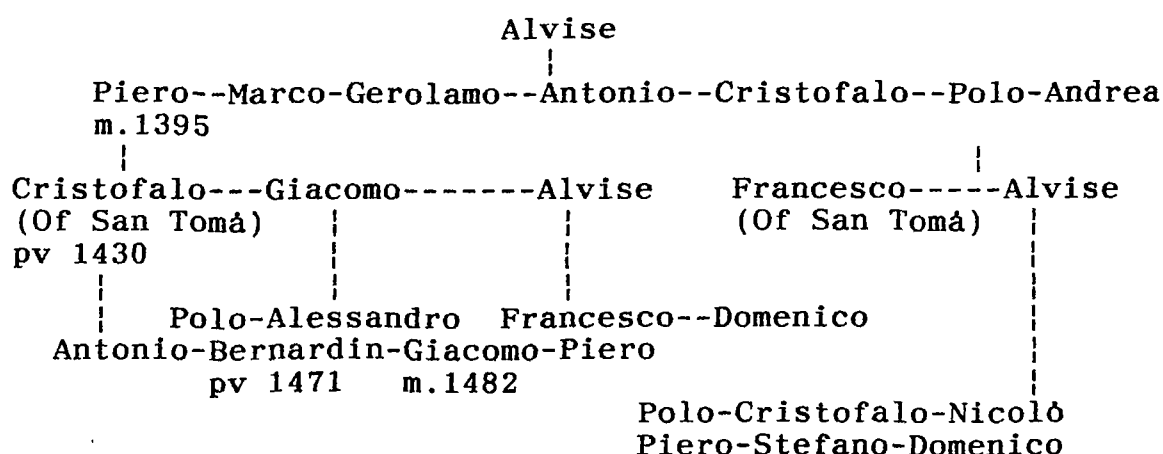 Alvise
Piero--Marco-Gerolamo--Antonio--Cristofalo--Polo-Andrea
m.1395
Cristofalo---Giacomo-------Alvise Francesco-----Alvise
(Of San Tomá) (Of San Tomá)
pv 1430
Polo-Alessandro Francesco--Domenico
Antonio-Bernardin-Giacomo-Piero
pv 1471 m.1482
Polo-Cristofalo-Nicolò
Piero-Stefano-Domenico